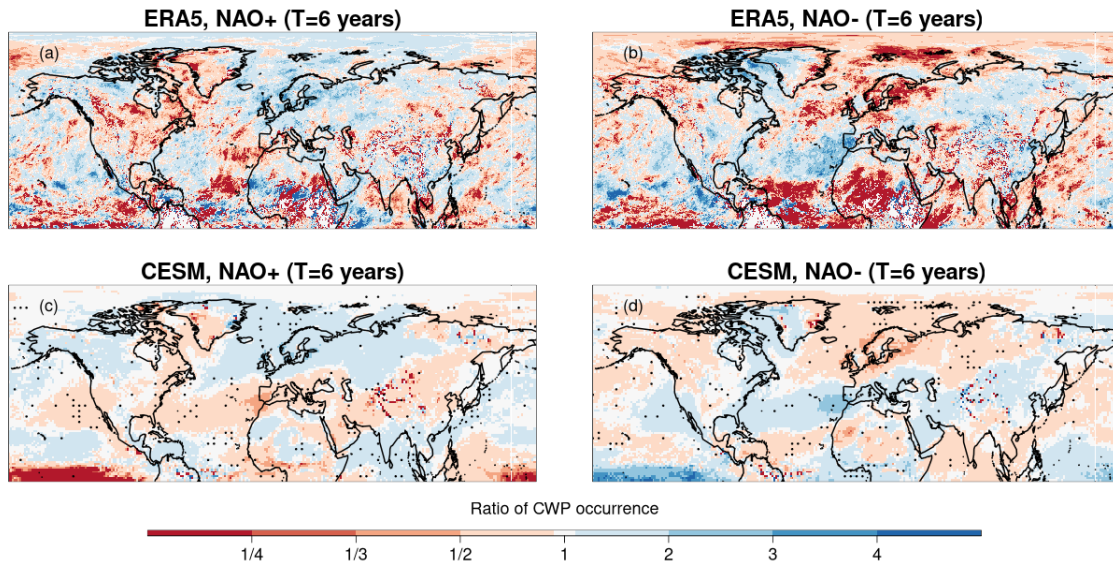 ERA5, NAO+ (T=6 years)
ERA5, NAO- (T=6 years)
(a)
(b)
CESM, NAO+ (T=6 years)
CESM, NAO- (T=6 years)
(c)
(d)
Ratio of CWP occurrence
1/4 1/3 1/2 1 2 3 4